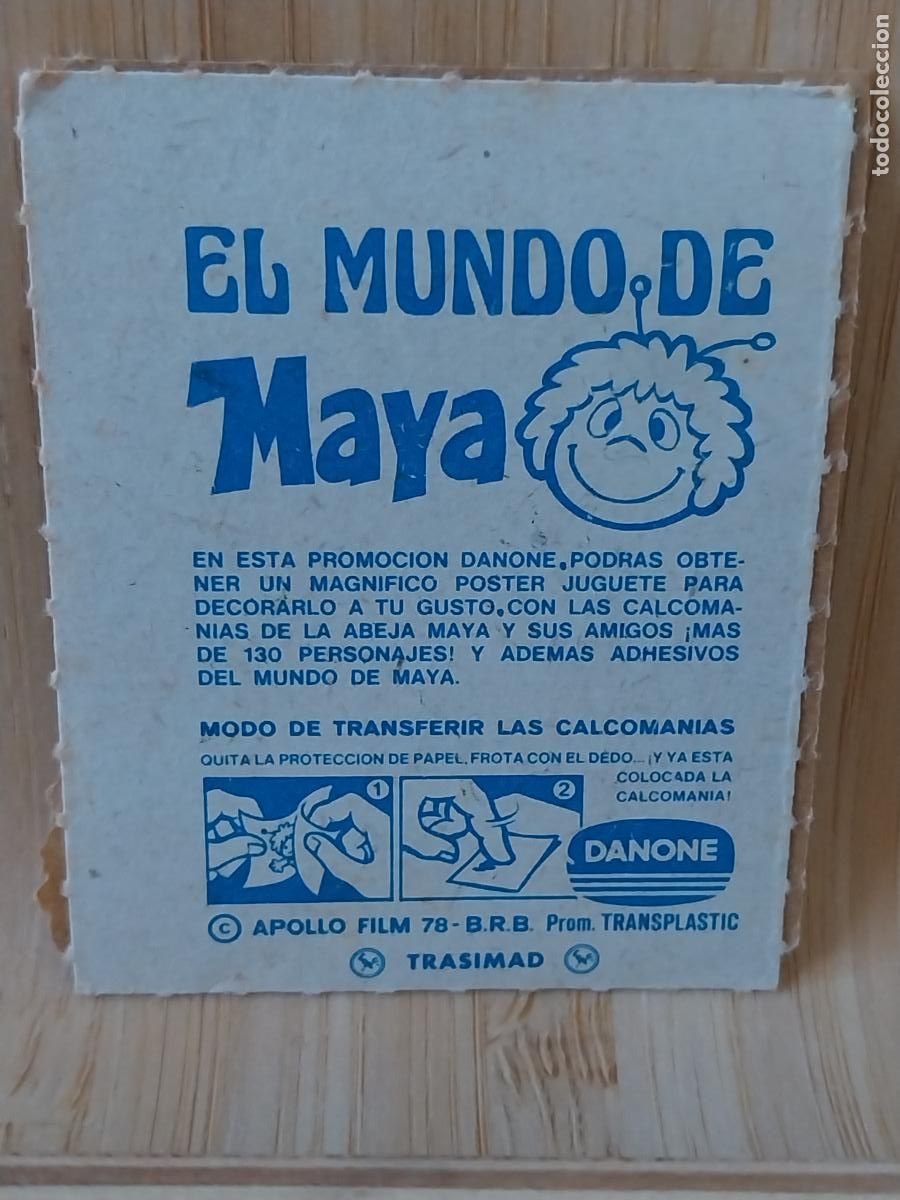 todocoleccion
EL MUNDO DE
Maya
EN ESTA PROMOCION DANONE, PODRAS OBTE-
NER UN MAGNIFICO POSTER JUGUETE PARA
DECORARLO A TU GUSTO, CON LAS CALCOMA-
NIAS DE LA ABEJA MAYA Y SUS AMIGOS ¡MAS
DE 130 PERSONAJES! Y ADEMAS ADHESIVOS
DEL MUNDO DE MAYA.
MODO DE TRANSFERIR LAS CALCOMANIAS
QUITA LA PROTECCION DE PAPEL, FROTA CON EL DEDO... ¡Y YA ESTA
COLOCADA LA
CALCOMANIA!
1
2
DANONE
© APOLLO FILM 78 - B.R.B. Prom. TRANSPLASTIC
TRASIMAD